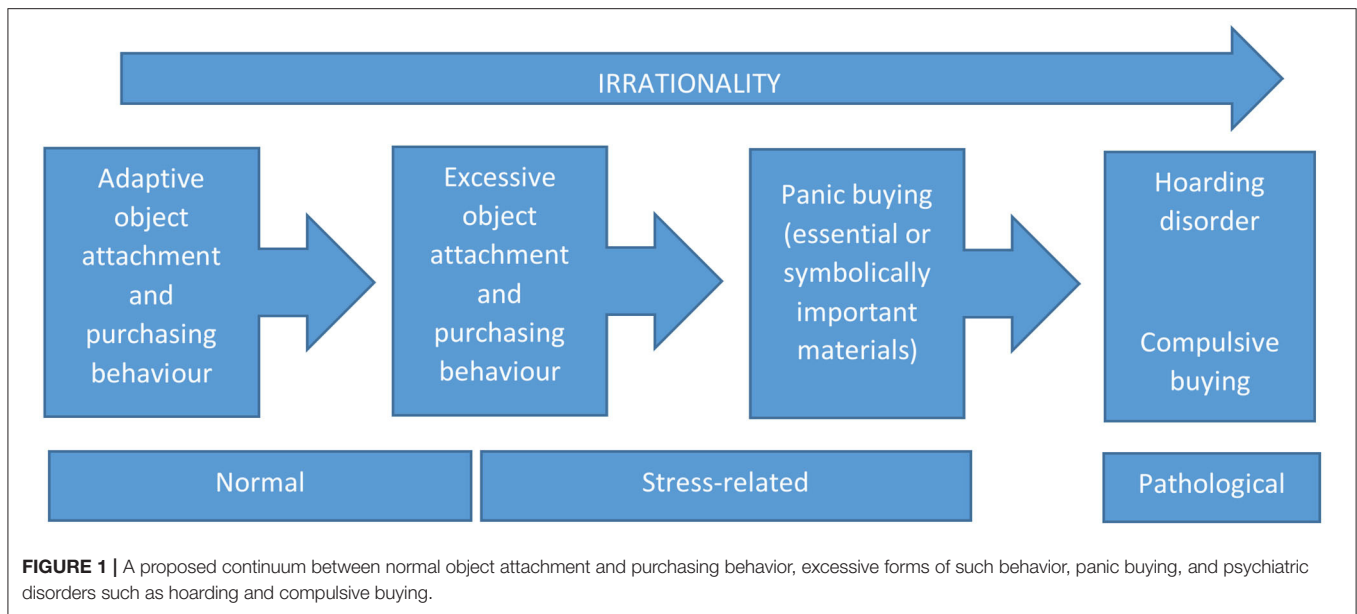 IRRATIONALITY
Adaptive
object
attachment
and
purchasing
behaviour
Excessive
object
attachment
and
purchasing
behaviour
Panic buying
(essential or
symbolically
important
materials)
Hoarding
disorder
Compulsive
buying
Normal
Stress-related
Pathological
FIGURE 1 | A proposed continuum between normal object attachment and purchasing behavior, excessive forms of such behavior, panic buying, and psychiatric
disorders such as hoarding and compulsive buying.